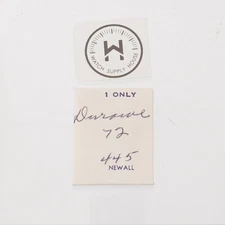 WATCH SUPPLY HOUSE
W H
1 ONLY
Durowe
72
445
NEWALL